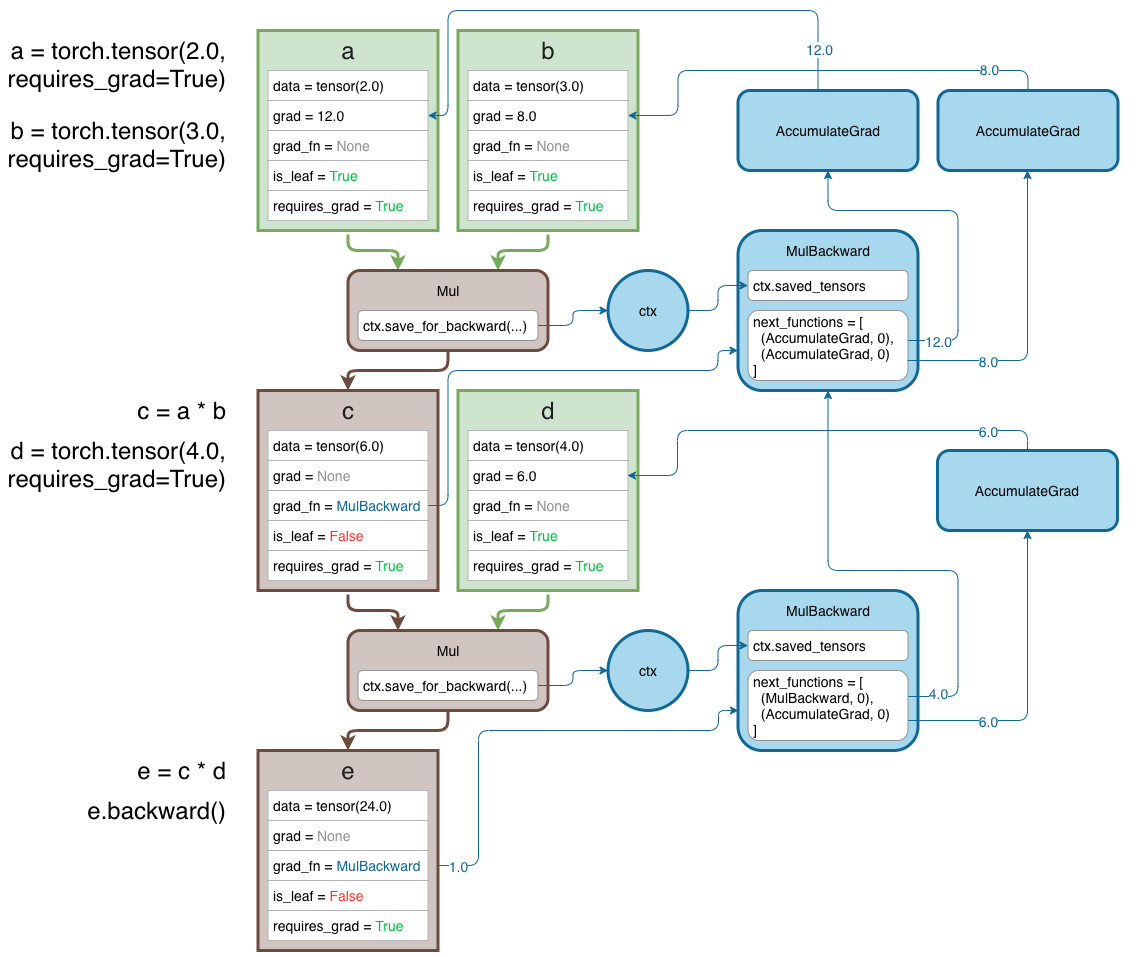 a = torch.tensor(2.0,
requires_grad=True)
b = torch.tensor(3.0,
requires_grad=True)
a
data = tensor(2.0)
grad = 12.0
grad_fn = None
is_leaf = True
requires_grad = True
b
data = tensor(3.0)
grad = 8.0
grad_fn = None
is_leaf = True
requires_grad = True
12.0
8.0
AccumulateGrad
AccumulateGrad
Mul
ctx.save_for_backward(...)
ctx
MulBackward
ctx.saved_tensors
next_functions = [
(AccumulateGrad, 0),
(AccumulateGrad, 0)
]
12.0
8.0
c = a * b
d = torch.tensor(4.0,
requires_grad=True)
c
data = tensor(6.0)
grad = None
grad_fn = MulBackward
is_leaf = False
requires_grad = True
d
data = tensor(4.0)
grad = 6.0
grad_fn = None
is_leaf = True
requires_grad = True
6.0
AccumulateGrad
Mul
ctx.save_for_backward(...)
ctx
MulBackward
ctx.saved_tensors
next_functions = [
(MulBackward, 0),
(AccumulateGrad, 0)
]
4.0
6.0
e = c * d
e.backward()
e
data = tensor(24.0)
grad = None
grad_fn = MulBackward
is_leaf = False
requires_grad = True
1.0